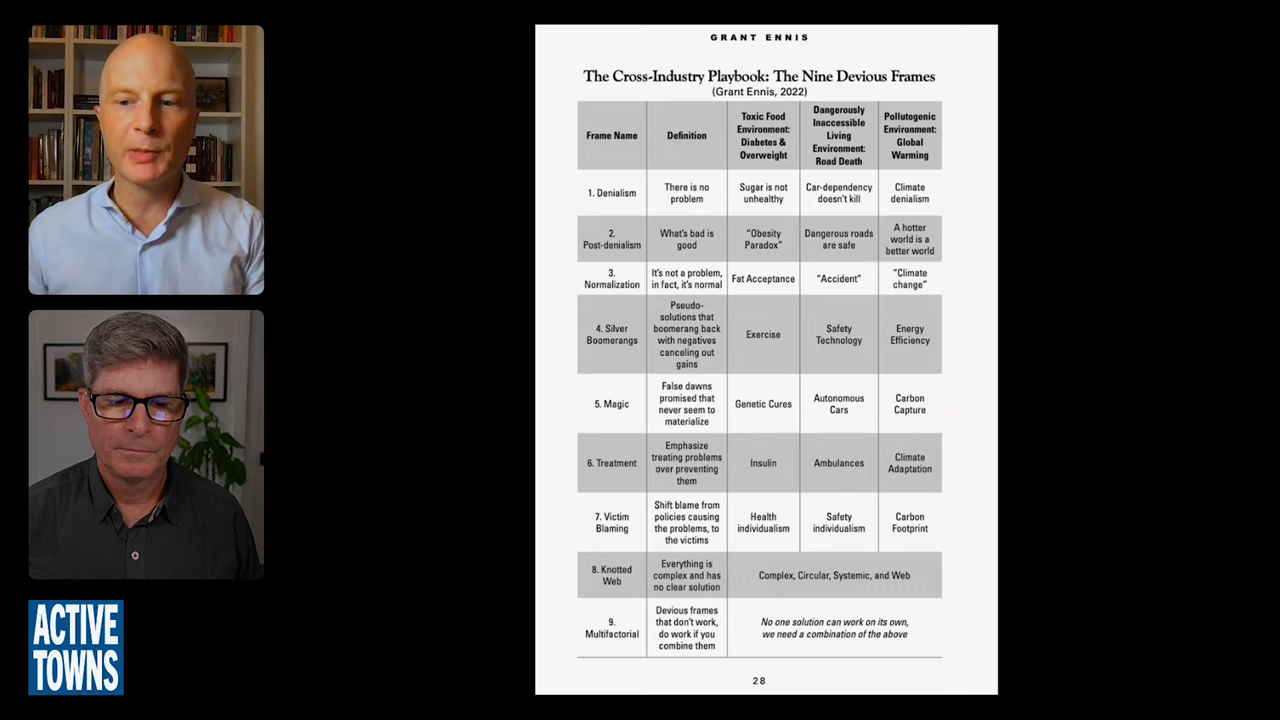 GRANT ENNIS
The Cross-Industry Playbook: The Nine Devious Frames
(Grant Ennis, 2022)
Frame Name
Definition
Toxic Food
Environment:
Diabetes &
Overweight
Dangerously
Inaccessible
Living
Environment:
Road Death
Pollutogenic
Environment:
Global
Warming
1. Denialism
There is no
problem
Sugar is not
unhealthy
Car-dependency
doesn't kill
Climate
denialism
2.
Post-denialism
What's bad is
good
"Obesity
Paradox"
Dangerous roads
are safe
A hotter
world is a
better world
3.
Normalization
It's not a problem,
in fact, it's normal
Fat Acceptance
"Accident"
"Climate
change"
4. Silver
Boomerangs
Pseudo-
solutions that
boomerang back
with negatives
canceling out
gains
Exercise
Safety
Technology
Energy
Efficiency
5. Magic
False dawns
promised that
never seem to
materialize
Genetic Cures
Autonomous
Cars
Carbon
Capture
6. Treatment
Emphasize
treating problems
over preventing
them
Insulin
Ambulances
Climate
Adaptation
7. Victim
Blaming
Shift blame from
policies causing
the problems, to
the victims
Health
individualism
Safety
individualism
Carbon
Footprint
8. Knotted
Web
Everything is
complex and has
no clear solution
Complex, Circular, Systemic, and Web
9.
Multifactorial
Devious frames
that don't work,
do work if you
combine them
No one solution can work on its own,
we need a combination of the above
28
ACTIVE
TOWNS